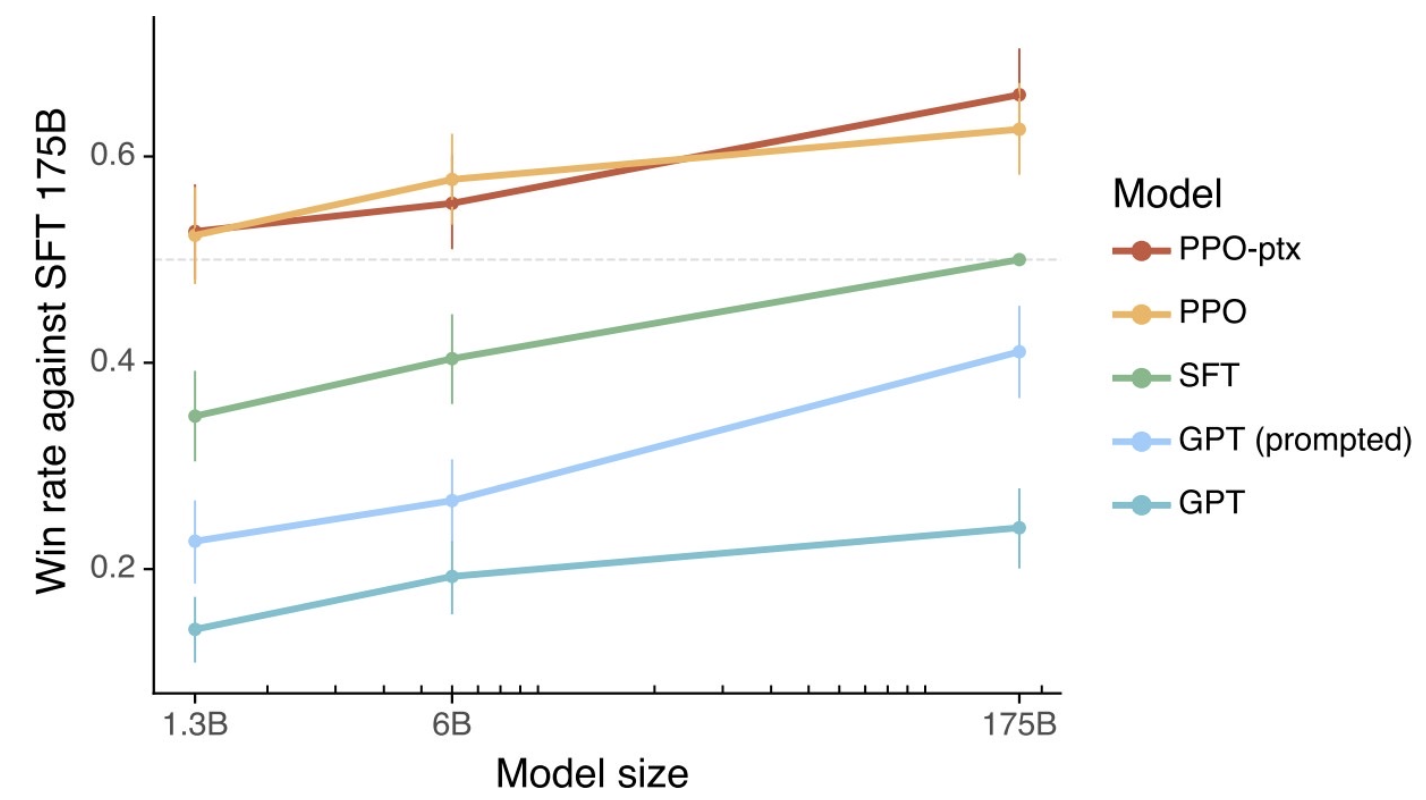 Win rate against SFT 175B
0.6
0.4
0.2
1.3B
6B
175B
Model size
Model
PPO-ptx
PPO
SFT
GPT (prompted)
GPT